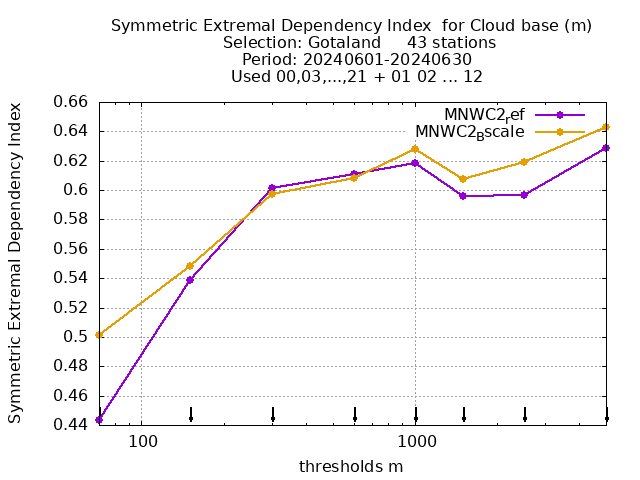 Symmetric Extremal Dependency Index  for Cloud base (m)
Selection: Gotaland     43 stations
Period: 20240601-20240630
Used 00,03,...,21 + 01 02 ... 12
MNWC2ref
MNWC2Bscale
Symmetric Extremal Dependency Index
0.66
0.64
0.62
0.6
0.58
0.56
0.54
0.52
0.5
0.48
0.46
0.44
100
1000
thresholds m